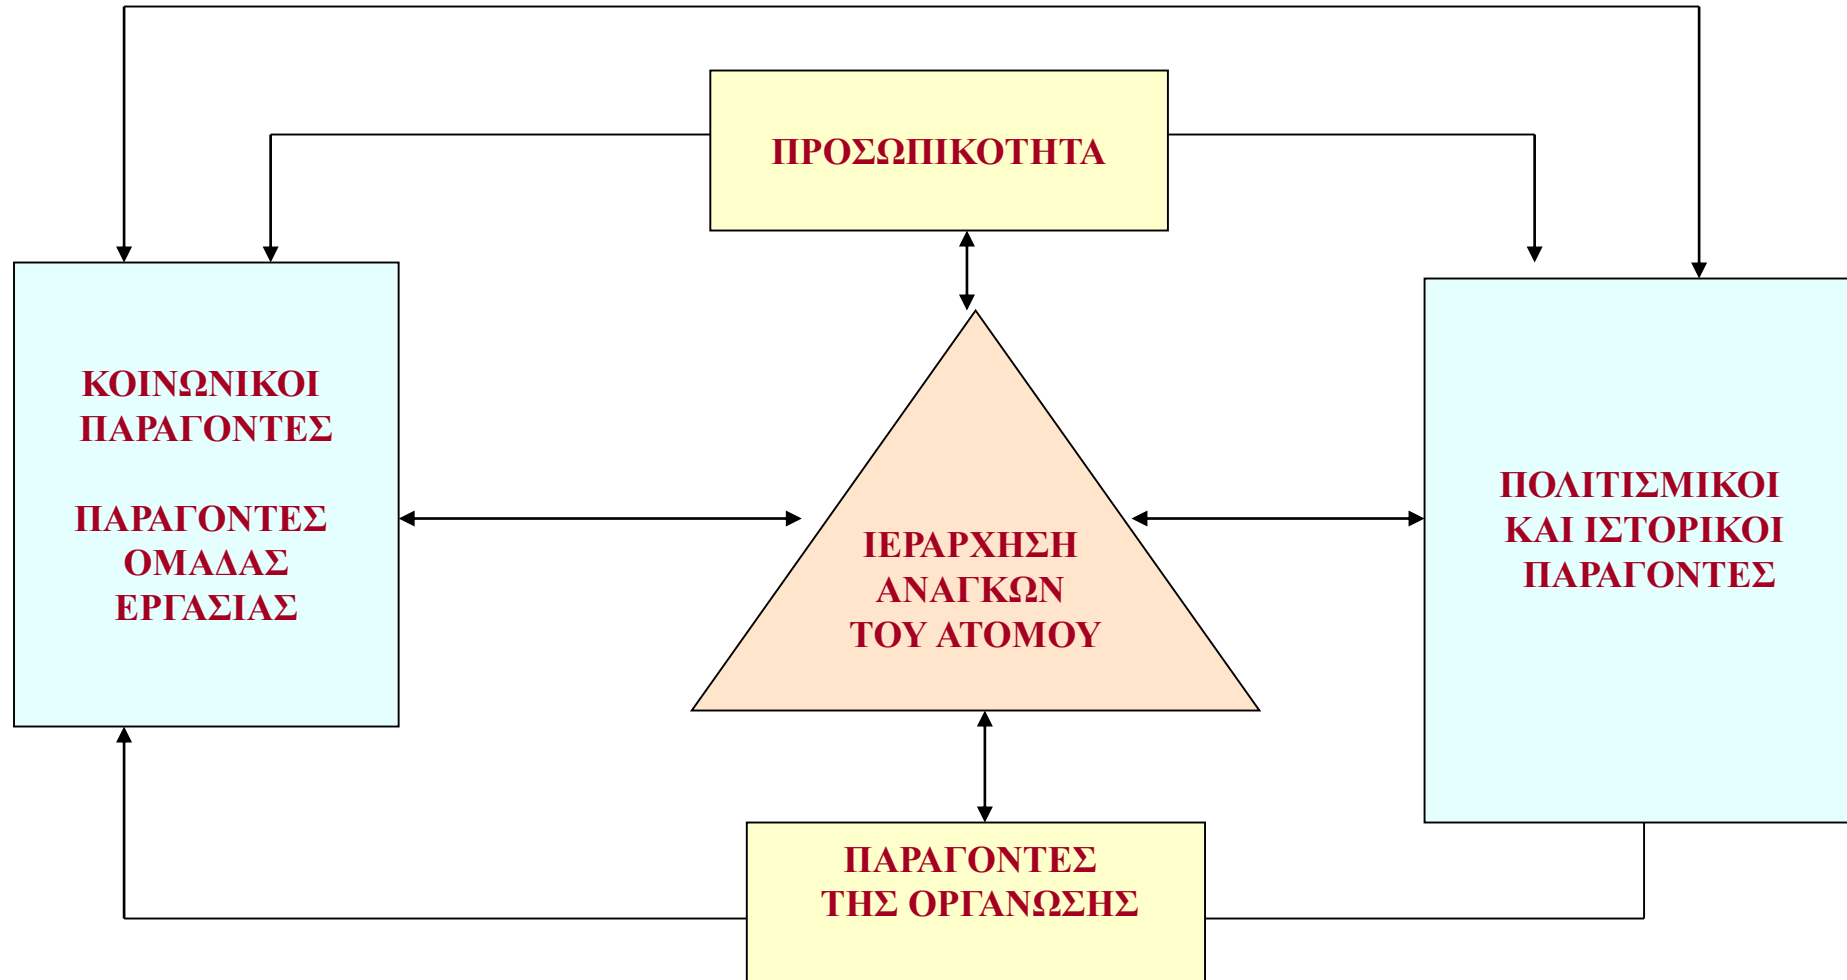 ΠΡΟΣΩΠΙΚΟΤΗΤΑ
ΚΟΙΝΩΝΙΚΟΙ
ΠΑΡΑΓΟΝΤΕΣ
ΠΑΡΑΓΟΝΤΕΣ
ΟΜΑΔΑΣ
ΕΡΓΑΣΙΑΣ
ΙΕΡΑΡΧΗΣΗ
ΑΝΑΓΚΩΝ
ΤΟΥ ΑΤΟΜΟΥ
ΠΟΛΙΤΙΣΜΙΚΟΙ
ΚΑΙ ΙΣΤΟΡΙΚΟΙ
ΠΑΡΑΓΟΝΤΕΣ
ΠΑΡΑΓΟΝΤΕΣ
ΤΗΣ ΟΡΓΑΝΩΣΗΣ